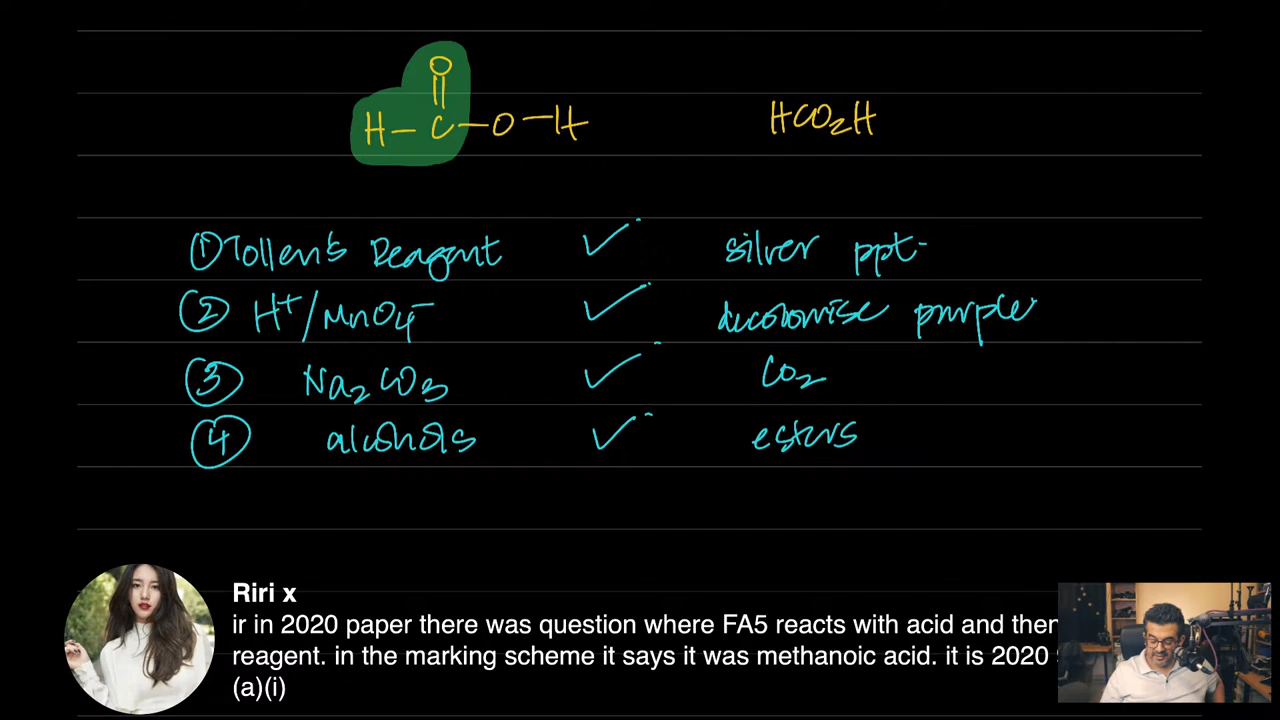 O
||
H–C–O–H HCO₂H
① Tollen's Reagent ✓ silver ppt
② H⁺/MnO₄⁻ ✓ decolourise purple
③ Na₂CO₃ ✓ CO₂
④ alcohols ✓ esters
Riri x
ir in 2020 paper there was question where FA5 reacts with acid and then
reagent. in the marking scheme it says it was methanoic acid. it is 2020
(a)(i)